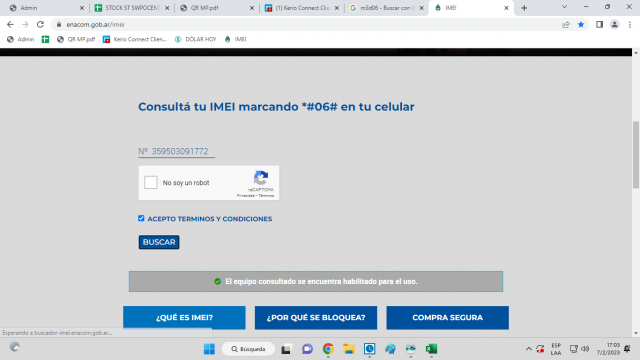 Admin
STOCK ST SWPOCENT
QR MP.pdf
(1) Kerio Connect Clien
m3d06 - Buscar con
IMEI
enacom.gob.ar/imei
Admin
QR MP.pdf
Kerio Connect Clien...
DOLAR HOY
IMEI
Consultá tu IMEI marcando *#06# en tu celular
Nº 359503091772
No soy un robot
reCAPTCHA
Privacidad - Términos
ACEPTO TERMINOS Y CONDICIONES
BUSCAR
El equipo consultado se encuentra habilitado para el uso.
¿QUÉ ES IMEI?
¿POR QUÉ SE BLOQUEA?
COMPRA SEGURA
Esperando a buscador-imei.enacom.gob.ar...
Búsqueda
ESP
LAA
17:03
7/2/2023